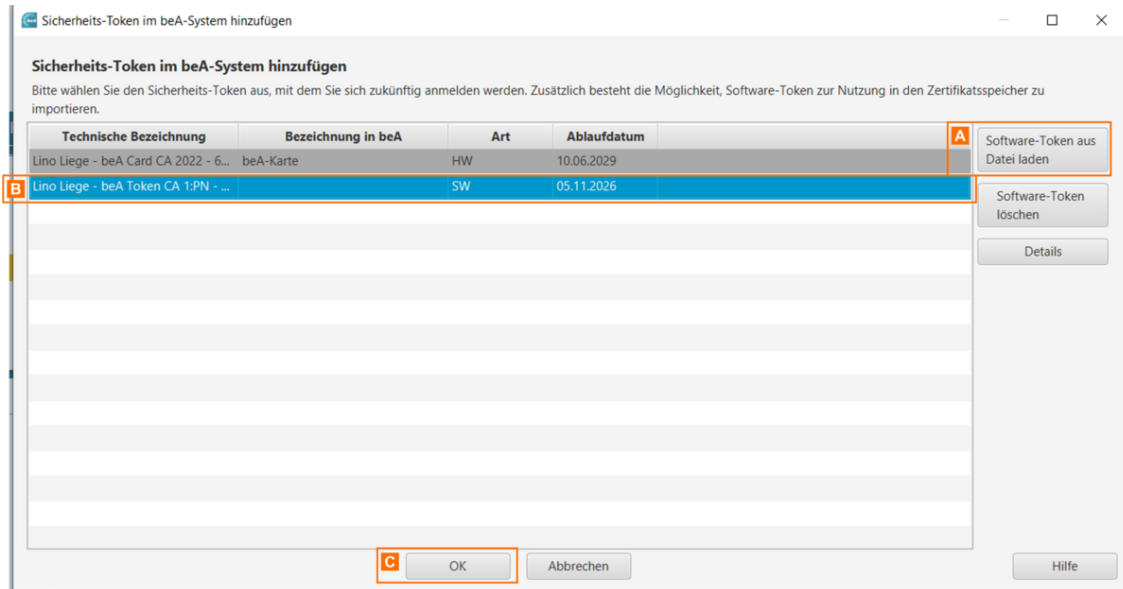 Sicherheits-Token im beA-System hinzufügen
Sicherheits-Token im beA-System hinzufügen
Bitte wählen Sie den Sicherheits-Token aus, mit dem Sie sich zukünftig anmelden werden. Zusätzlich besteht die Möglichkeit, Software-Token zur Nutzung in den Zertifikatsspeicher zu
importieren.
Technische Bezeichnung Bezeichnung in beA Art Ablaufdatum
Lino Liege - beA Card CA 2022 - 6... beA-Karte HW 10.06.2029
B Lino Liege - beA Token CA 1:PN - ... SW 05.11.2026
A Software-Token aus
Datei laden
Software-Token
löschen
Details
C OK Abbrechen Hilfe